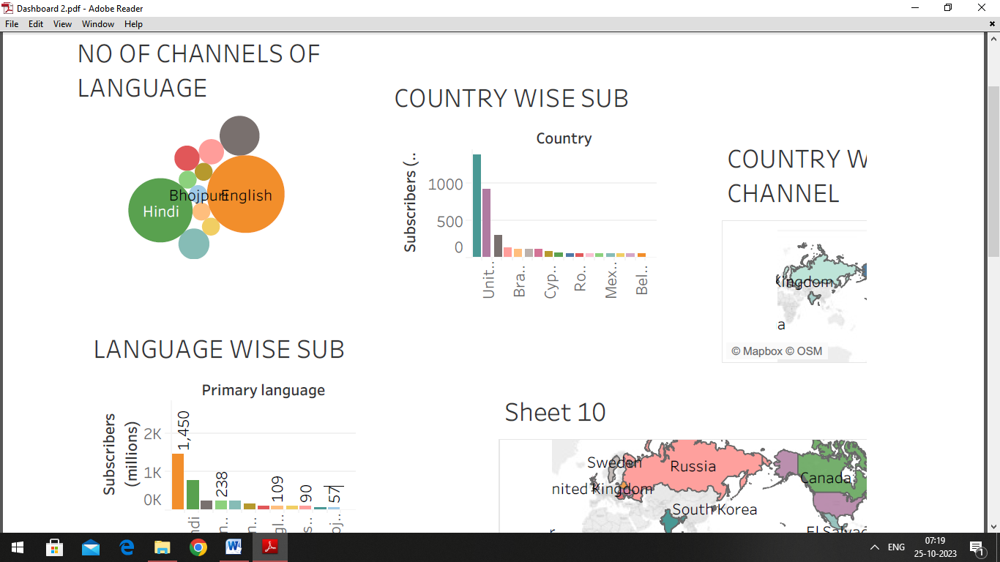 Dashboard 2.pdf - Adobe Reader
File Edit View Window Help
NO OF CHANNELS OF
LANGUAGE
Bhojpuri
English
Hindi
COUNTRY WISE SUB
Country
Subscribers (..
1000
500
0
Unit..
Bra..
Cyp..
Ro..
Mex..
Bel..
COUNTRY W
CHANNEL
Kingdom
a
© Mapbox © OSM
LANGUAGE WISE SUB
Primary language
Subscribers
(millions)
2K
1K
0K
1,450
238
109
90
57
ndi
m..
m..
gl..
s..
oj..
Sheet 10
Sweden
Russia
Canada
nited Kingdom
South Korea
El Salvac
ENG
07:19
25-10-2023
1